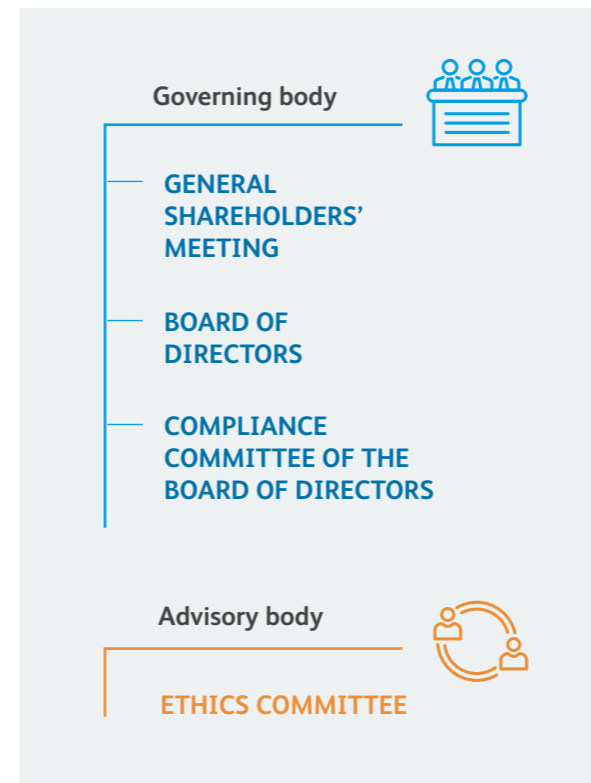 Governing body
GENERAL
SHAREHOLDERS’
MEETING
BOARD OF
DIRECTORS
COMPLIANCE
COMMITTEE OF THE
BOARD OF DIRECTORS
Advisory body
ETHICS COMMITTEE